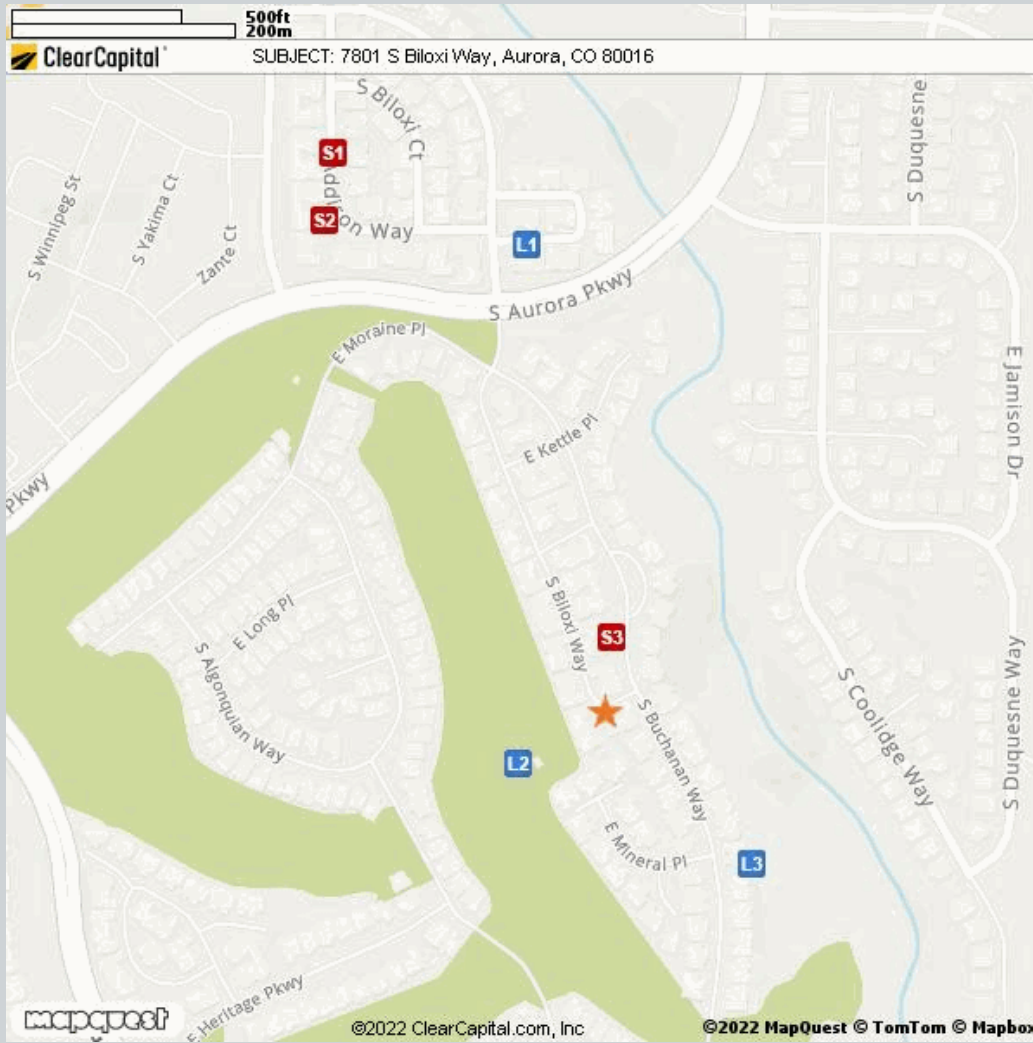 500ft
200m
ClearCapital
SUBJECT: 7801 S Biloxi Way, Aurora, CO 80016
S Biloxi Ct
S Duquesne
S1
S Winnipeg St
S Yakima Ct
Zante Ct
S2
ddiron Way
L1
S Aurora Pkwy
E Moraine Pl
E Jamison Dr
E Kettle Pl
Pkwy
S Biloxi Way
E Long Pl
S3
S Algonquian Way
S Buchanan Way
S Coolidge Way
S Duquesne Way
L2
E Mineral Pl
L3
E Heritage Pkwy
mapquest
©2022 ClearCapital.com, Inc
©2022 MapQuest © TomTom © Mapbox